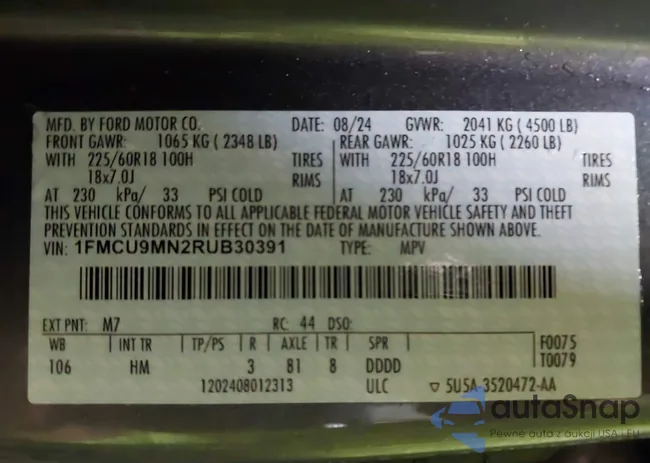 MFD. BY FORD MOTOR CO. DATE: 08/24 GVWR: 2041 KG ( 4500 LB)
FRONT GAWR: 1065 KG ( 2348 LB) REAR GAWR: 1025 KG ( 2260 LB)
WITH 225/60R18 100H TIRES WITH 225/60R18 100H TIRES
18x7.0J RIMS 18x7.0J RIMS
AT 230 kPa/ 33 PSI COLD AT 230 kPa/ 33 PSI COLD
THIS VEHICLE CONFORMS TO ALL APPLICABLE FEDERAL MOTOR VEHICLE SAFETY AND THEFT
PREVENTION STANDARDS IN EFFECT ON THE DATE OF MANUFACTURE SHOWN ABOVE.
VIN: 1FMCU9MN2RUB30391 TYPE: MPV
EXT PNT: M7 RC: 44 DSO:
WB INT TR TP/PS R AXLE TR SPR F0075
106 HM 3 81 8 DDDD T0079
1202408012313 ULC ▽ 5U5A-3520472-AA
autoSnap
Pewne auta z aukcji USA i EU